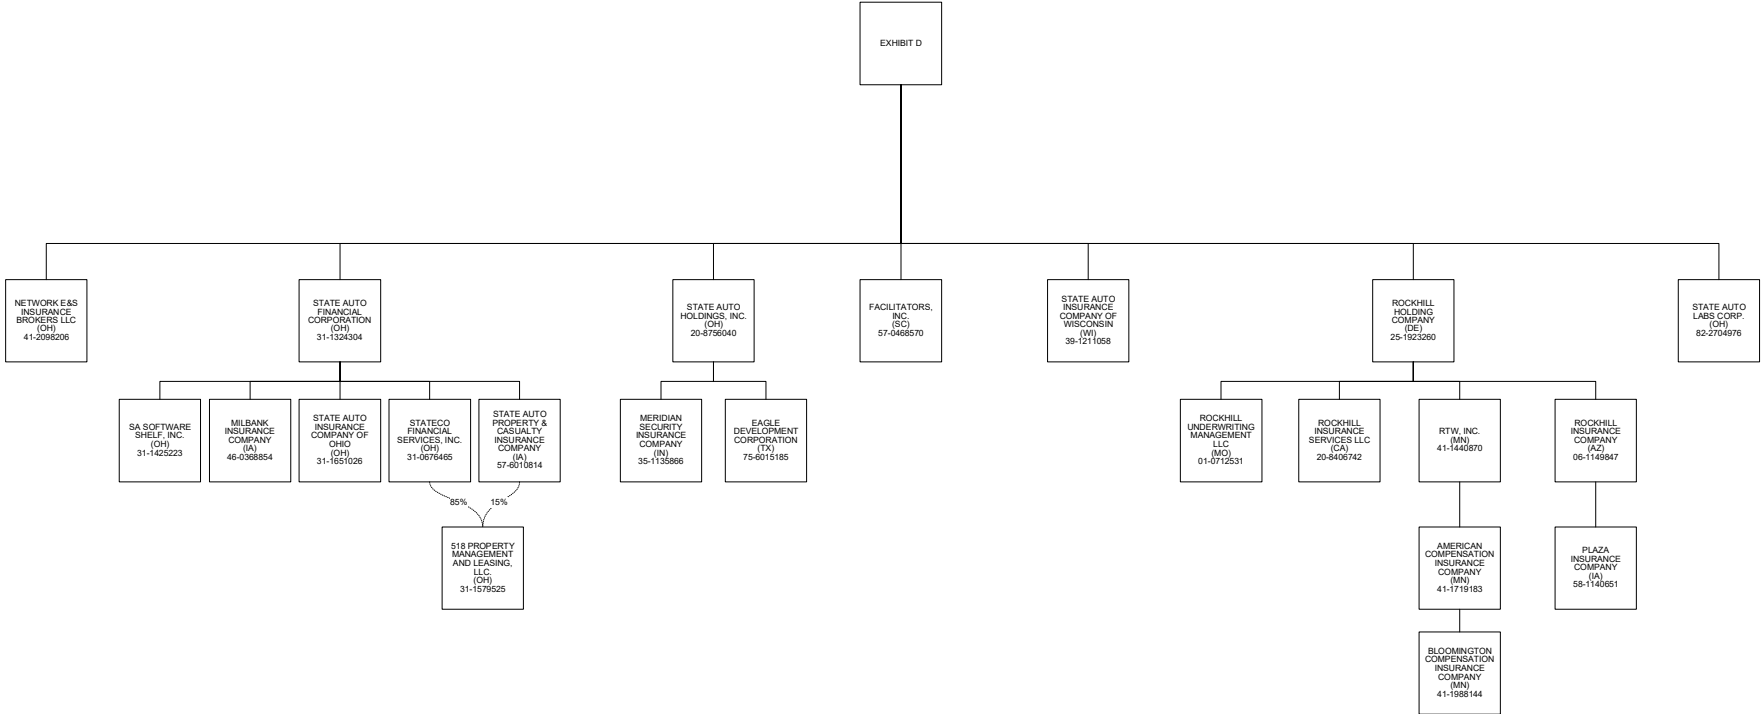 EXHIBIT D
NETWORK E&S
INSURANCE
BROKERS LLC
(OH)
41-2098206
STATE AUTO
FINANCIAL
CORPORATION
(OH)
31-1324304
STATE AUTO
HOLDINGS, INC.
(OH)
20-8756040
FACILITATORS,
INC.
(SC)
57-0468570
STATE AUTO
INSURANCE
COMPANY OF
WISCONSIN
(WI)
39-1211058
ROCKHILL
HOLDING
COMPANY
(DE)
25-1923260
STATE AUTO
LABS CORP.
(OH)
82-2704976
SA SOFTWARE
SHELF, INC.
(OH)
31-1425223
MILBANK
INSURANCE
COMPANY
(IA)
46-0368854
STATE AUTO
INSURANCE
COMPANY OF
OHIO
(OH)
31-1651026
STATECO
FINANCIAL
SERVICES, INC.
(OH)
31-0676465
STATE AUTO
PROPERTY &
CASUALTY
INSURANCE
COMPANY
(IA)
57-6010814
MERIDIAN
SECURITY
INSURANCE
COMPANY
(IN)
35-1135866
EAGLE
DEVELOPMENT
CORPORATION
(TX)
75-6015185
ROCKHILL
UNDERWRITING
MANAGEMENT
LLC
(MO)
01-0712531
ROCKHILL
INSURANCE
SERVICES LLC
(CA)
20-8406742
RTW, INC.
(MN)
41-1440870
ROCKHILL
INSURANCE
COMPANY
(AZ)
06-1149847
85%
15%
518 PROPERTY
MANAGEMENT
AND LEASING,
LLC.
(OH)
31-1579525
AMERICAN
COMPENSATION
INSURANCE
COMPANY
(MN)
41-1719183
PLAZA
INSURANCE
COMPANY
(IA)
58-1140651
BLOOMINGTON
COMPENSATION
INSURANCE
COMPANY
(MN)
41-1988144